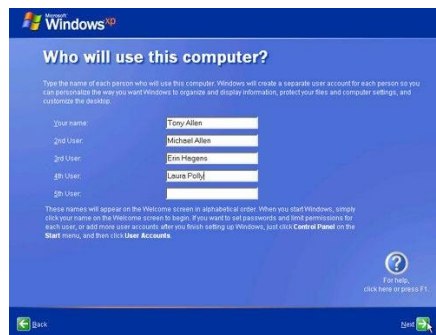 Microsoft
Windows xp
Who will use this computer?
Type the name of each person who will use this computer. Windows will create a separate user account for each person so you
can personalize the way you want Windows to organize and display information, protect your files and computer settings, and
customize the desktop.
Your name:
Tony Allen
2nd User:
Michael Allen
3rd User:
Erin Hagens
4th User:
Laura Polly
5th User:
These names will appear on the Welcome screen in alphabetical order. When you start Windows, simply
click your name on the Welcome screen to begin. If you want to set passwords and limit permissions for
each user, or add more user accounts after you finish setting up Windows, just click Control Panel on the
Start menu, and then click User Accounts.
For help,
click here or press F1.
Back
Next